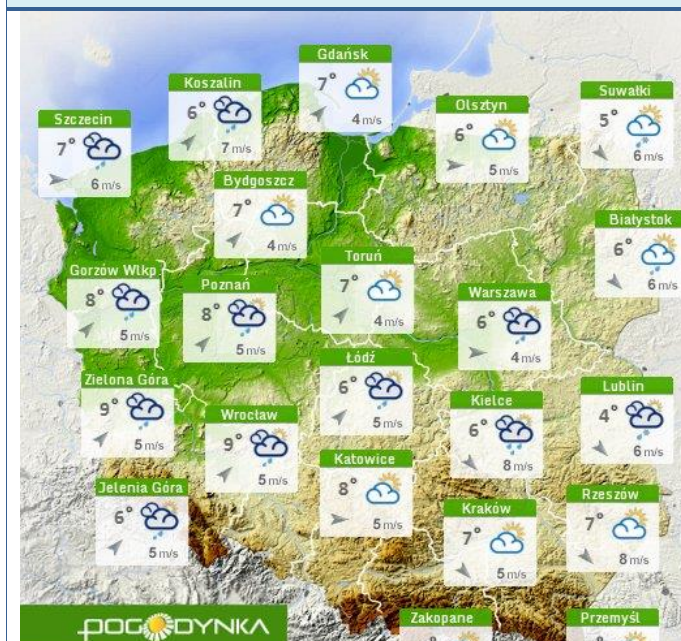 Gdańsk
7°
4 m/s
Koszalin
6°
7 m/s
Suwałki
5°
6 m/s
Olsztyn
6°
5 m/s
Szczecin
7°
6 m/s
Bydgoszcz
7°
4 m/s
Białystok
6°
6 m/s
Toruń
7°
4 m/s
Gorzów Wlkp
8°
5 m/s
Poznań
8°
5 m/s
Warszawa
6°
4 m/s
Łódź
6°
5 m/s
Zielona Góra
9°
5 m/s
Lublin
4°
6 m/s
Kielce
6°
8 m/s
Wrocław
9°
5 m/s
Katowice
8°
5 m/s
Jelenia Góra
6°
5 m/s
Rzeszów
7°
8 m/s
Kraków
7°
5 m/s
Zakopane
Przemyśl
POGODYNKA